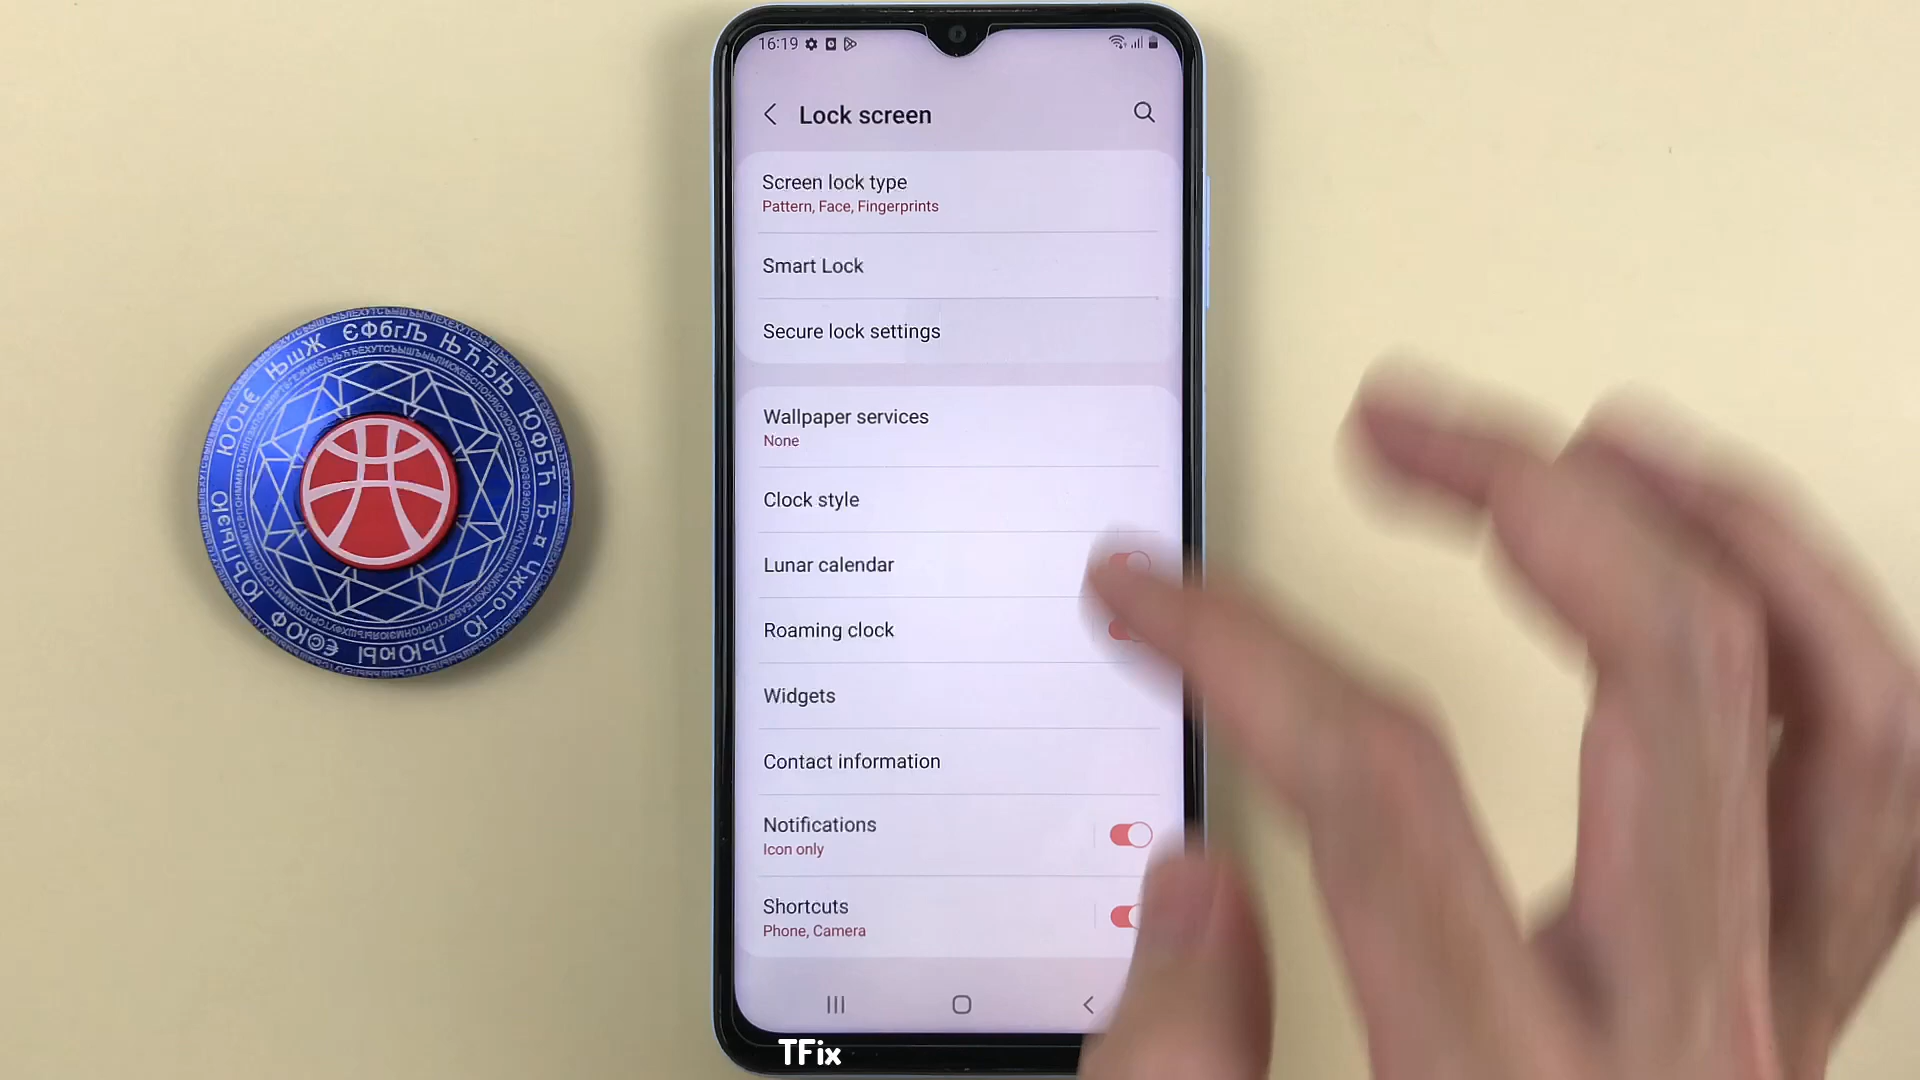 16:19
Lock screen
Screen lock type
Pattern, Face, Fingerprints
Smart Lock
Secure lock settings
Wallpaper services
None
Clock style
Lunar calendar
Roaming clock
Widgets
Contact information
Notifications
Icon only
Shortcuts
Phone, Camera
TFix